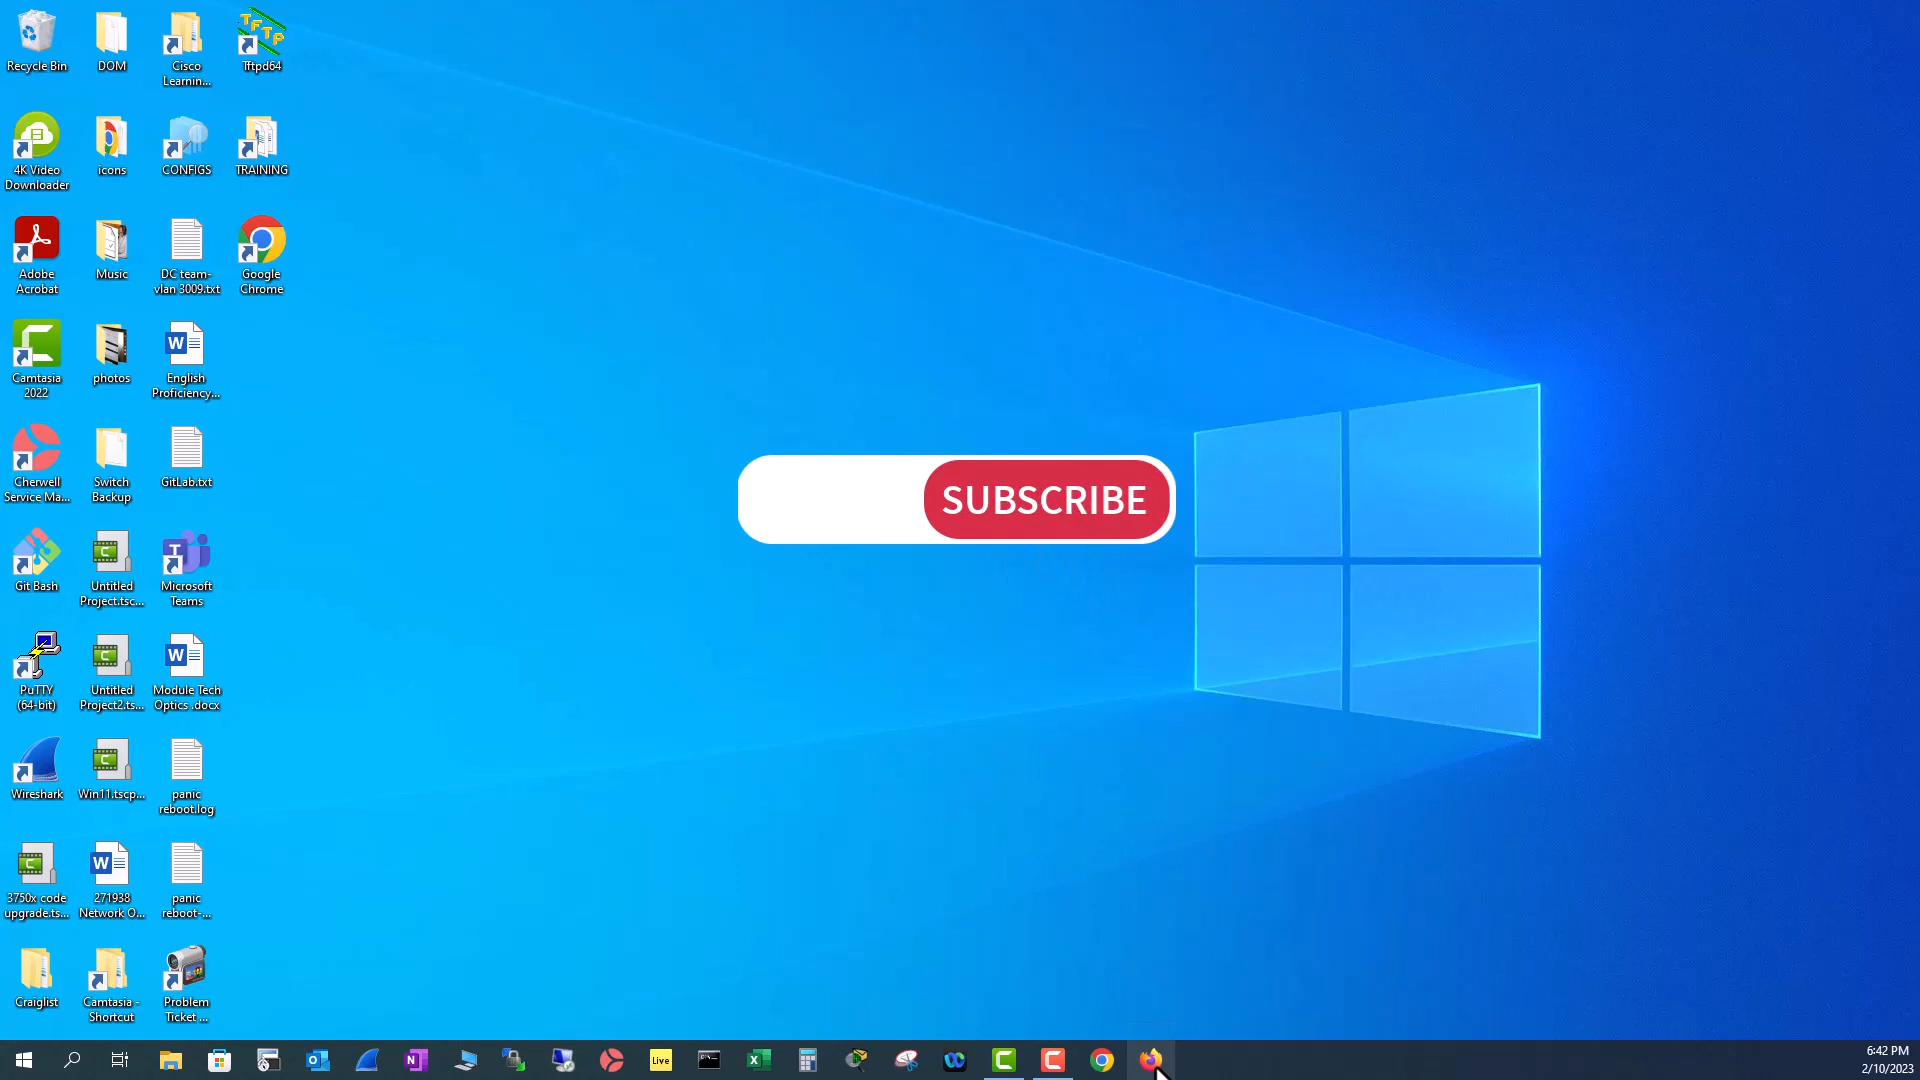 Recycle Bin
DOM
Cisco
Learnin...
TFTP
Tftpd64
4K Video
Downloader
icons
CONFIGS
TRAINING
Adobe
Acrobat
Music
DC team-
vlan 3009.txt
Google
Chrome
Camtasia
2022
photos
W
English
Proficiency...
SUBSCRIBE
Cherwell
Service Ma...
Switch
Backup
GitLab.txt
Git Bash
C
Untitled
Project.tsc...
T
Microsoft
Teams
PuTTY
(64-bit)
C
Untitled
Project2.ts...
W
Module Tech
Optics .docx
Wireshark
C
Win11.tscp...
panic
reboot.log
C
3750x code
upgrade.ts...
W
271938
Network O...
panic
reboot-...
Craiglist
Camtasia -
Shortcut
Problem
Ticket ...
Live
6:42 PM
2/10/2023